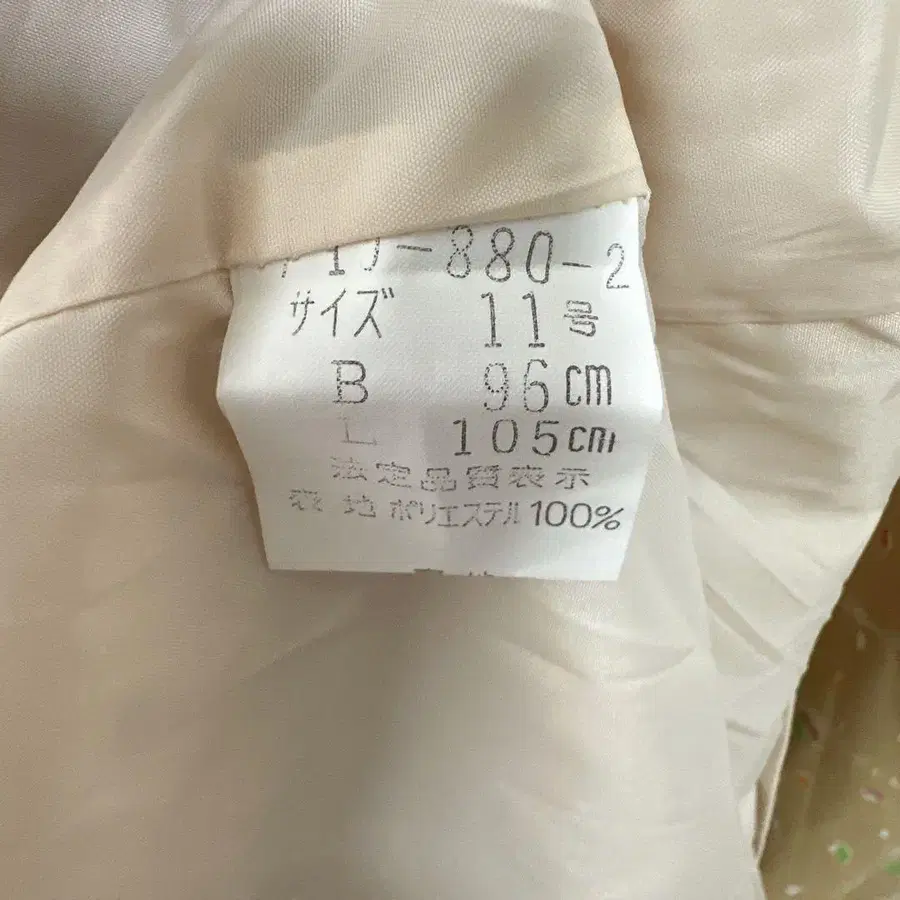 -880-2
サイズ 11号
B 96cm
L 105cm
法定品質表示
表地 ポリエステル100%